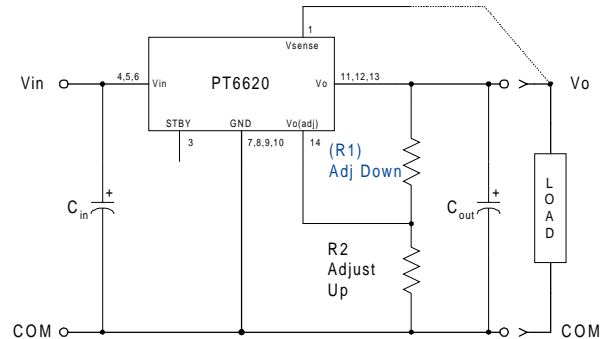 1
Vsense
Vin
4,5,6
Vin
PT6620
Vo
11,12,13
Vo
STBY
GND
Vo(adj)
3
7,8,9,10
14
(R1)
Adj Down
+
C in
+
C out
LOAD
R2
Adjust
Up
COM
COM